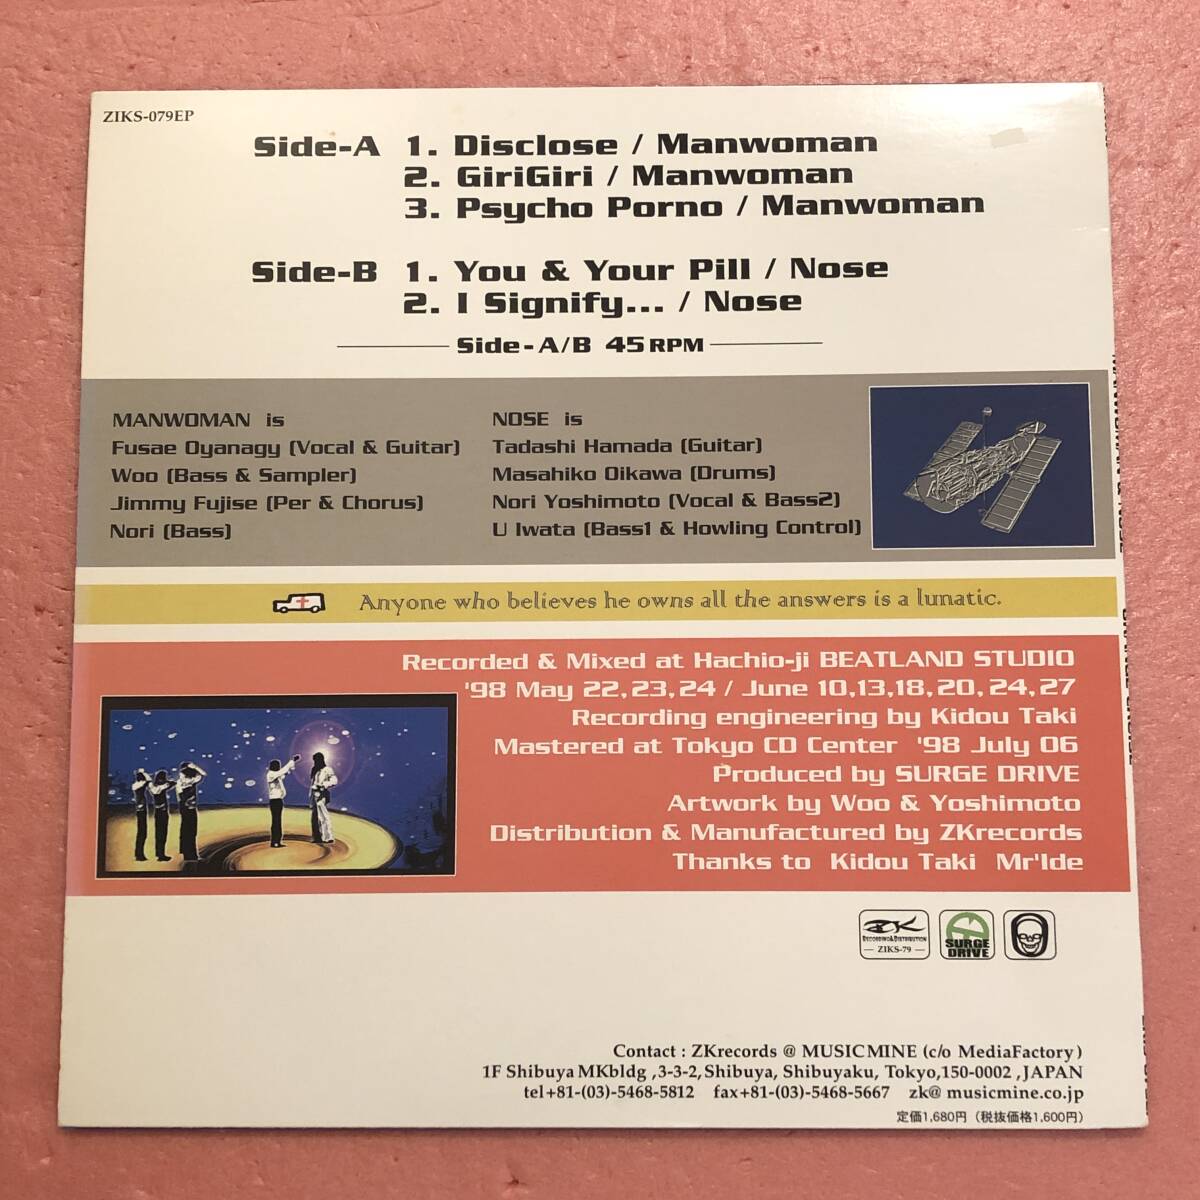 ZIKS-079EP
Side-A 1. Disclose / Manwoman
2. GiriGiri / Manwoman
3. Psycho Porno / Manwoman
Side-B 1. You & Your Pill / Nose
2. I Signify... / Nose
Side-A/B 45 RPM
MANWOMAN is
Fusae Oyanagy (Vocal & Guitar)
Woo (Bass & Sampler)
Jimmy Fujise (Per & Chorus)
Nori (Bass)
NOSE is
Tadashi Hamada (Guitar)
Masahiko Oikawa (Drums)
Nori Yoshimoto (Vocal & Bass2)
U Iwata (Bass1 & Howling Control)
Anyone who believes he owns all the answers is a lunatic.
Recorded & Mixed at Hachio-ji BEATLAND STUDIO
'98 May 22,23,24 / June 10,13,18,20,24,27
Recording engineering by Kidou Taki
Mastered at Tokyo CD Center '98 July 06
Produced by SURGE DRIVE
Artwork by Woo & Yoshimoto
Distribution & Manufactured by ZKrecords
Thanks to Kidou Taki Mr'Ide
ZK
RECORDING&DISTRIBUTION
ZIKS-79
SURGE
DRIVE
Contact : ZKrecords @ MUSICMINE (c/o MediaFactory)
1F Shibuya MKbldg ,3-3-2, Shibuya, Shibuyaku, Tokyo,150-0002 ,JAPAN
tel+81-(03)-5468-5812 fax+81-(03)-5468-5667 zk@ musicmine.co.jp
定価1,680円（税抜価格1,600円）